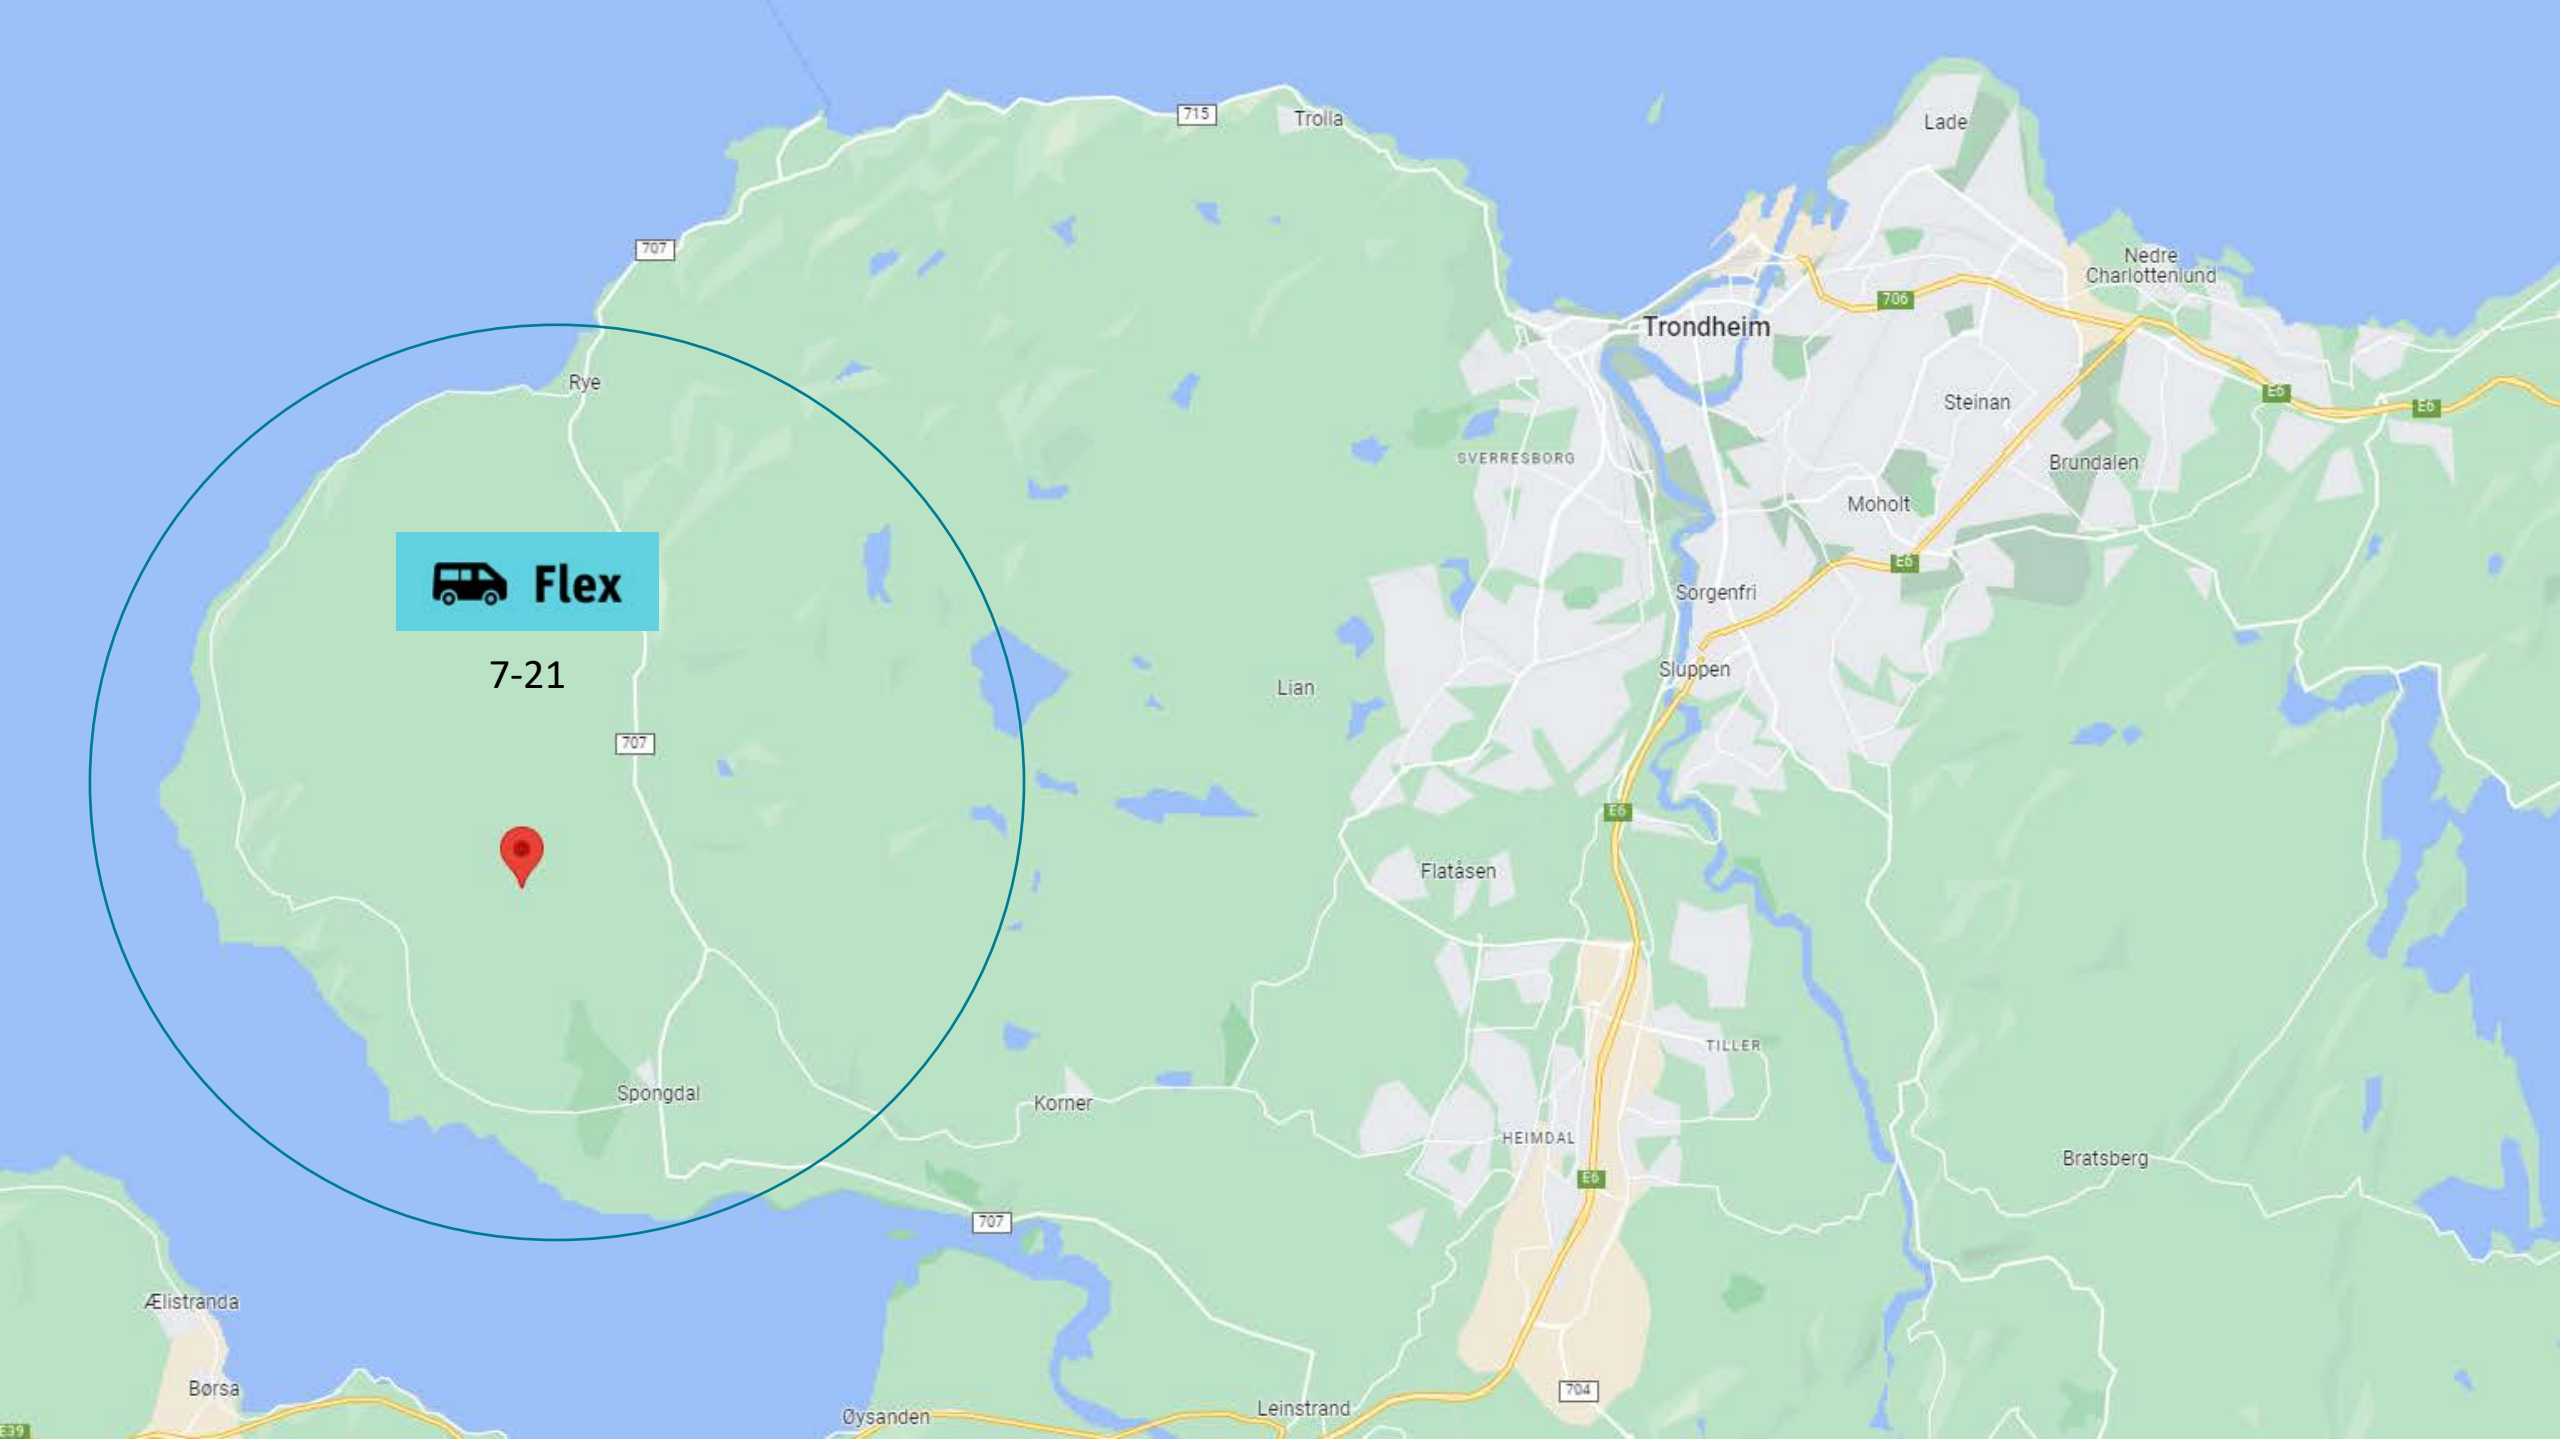 715
Trolla
Lade
707
Nedre
Charlottenlund
706
Trondheim
Rye
E6
E6
Steinan
SVERRESBORG
Brundalen
Moholt
E6
Flex
Sorgenfri
7-21
Sluppen
Lian
707
E6
Flatåsen
TILLER
Spongdal
Korner
HEIMDAL
Bratsberg
E6
707
Ælistranda
Børsa
704
Leinstrand
Øysanden
E39